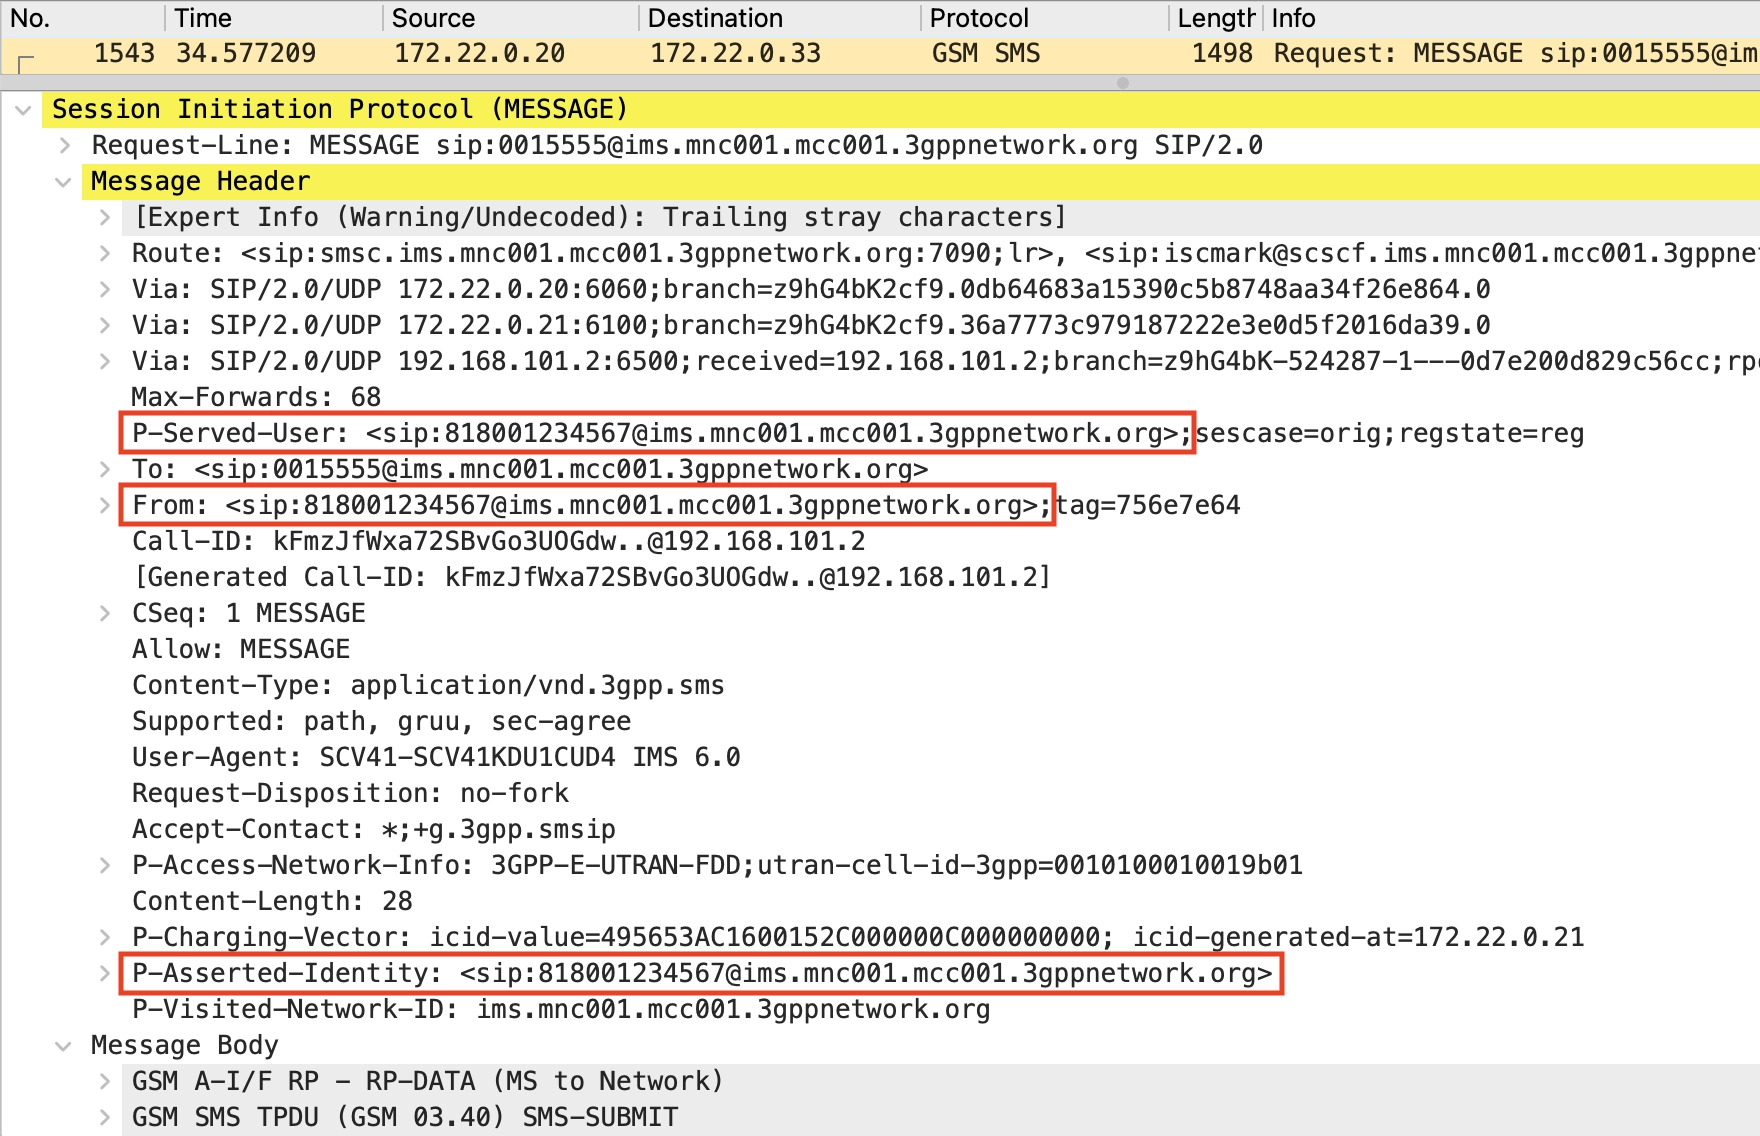 No. Time Source Destination Protocol Length Info
1543 34.577209 172.22.0.20 172.22.0.33 GSM SMS 1498 Request: MESSAGE sip:0015555@im
Session Initiation Protocol (MESSAGE)
Request-Line: MESSAGE sip:0015555@ims.mnc001.mcc001.3gppnetwork.org SIP/2.0
Message Header
[Expert Info (Warning/Undecoded): Trailing stray characters]
Route: <sip:smsc.ims.mnc001.mcc001.3gppnetwork.org:7090;lr>, <sip:iscmark@scscf.ims.mnc001.mcc001.3gppne
Via: SIP/2.0/UDP 172.22.0.20:6060;branch=z9hG4bK2cf9.0db64683a15390c5b8748aa34f26e864.0
Via: SIP/2.0/UDP 172.22.0.21:6100;branch=z9hG4bK2cf9.36a7773c979187222e3e0d5f2016da39.0
Via: SIP/2.0/UDP 192.168.101.2:6500;received=192.168.101.2;branch=z9hG4bK-524287-1---0d7e200d829c56cc;rpo
Max-Forwards: 68
P-Served-User: <sip:818001234567@ims.mnc001.mcc001.3gppnetwork.org>;sescase=orig;regstate=reg
To: <sip:0015555@ims.mnc001.mcc001.3gppnetwork.org>
From: <sip:818001234567@ims.mnc001.mcc001.3gppnetwork.org>;tag=756e7e64
Call-ID: kFmzJfWxa72SBvGo3UOGdw..@192.168.101.2
[Generated Call-ID: kFmzJfWxa72SBvGo3UOGdw..@192.168.101.2]
CSeq: 1 MESSAGE
Allow: MESSAGE
Content-Type: application/vnd.3gpp.sms
Supported: path, gruu, sec-agree
User-Agent: SCV41-SCV41KDU1CUD4 IMS 6.0
Request-Disposition: no-fork
Accept-Contact: *;+g.3gpp.smsip
P-Access-Network-Info: 3GPP-E-UTRAN-FDD;utran-cell-id-3gpp=0010100010019b01
Content-Length: 28
P-Charging-Vector: icid-value=495653AC1600152C000000C000000000; icid-generated-at=172.22.0.21
P-Asserted-Identity: <sip:818001234567@ims.mnc001.mcc001.3gppnetwork.org>
P-Visited-Network-ID: ims.mnc001.mcc001.3gppnetwork.org
Message Body
GSM A-I/F RP - RP-DATA (MS to Network)
GSM SMS TPDU (GSM 03.40) SMS-SUBMIT